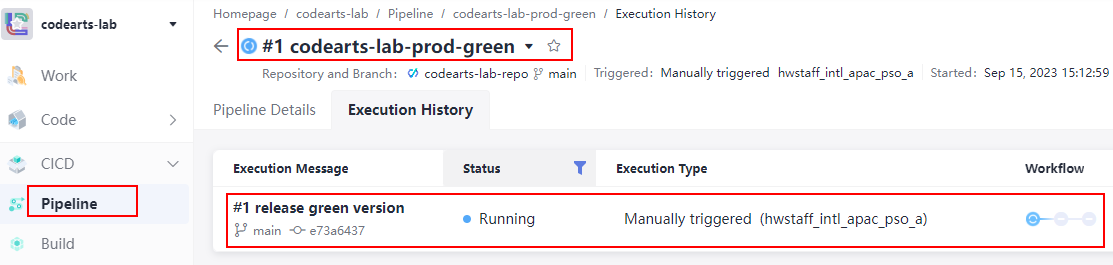 codearts-lab
Work
Code
CICD
Pipeline
Build
Homepage / codearts-lab / Pipeline / codearts-lab-prod-green / Execution History
#1 codearts-lab-prod-green
Repository and Branch: codearts-lab-repo main Triggered: Manually triggered hwstaff_intl_apac_pso_a Started: Sep 15, 2023 15:12:59
Pipeline Details Execution History
Execution Message Status Execution Type Workflow
#1 release green version
Running Manually triggered (hwstaff_intl_apac_pso_a)
main e73a6437